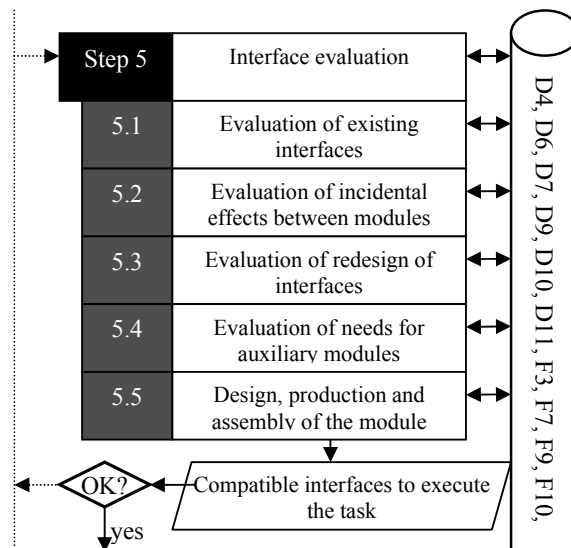 Step 5
Interface evaluation
5.1
Evaluation of existing
interfaces
5.2
Evaluation of incidental
effects between modules
5.3
Evaluation of redesign of
interfaces
5.4
Evaluation of needs for
auxiliary modules
5.5
Design, production and
assembly of the module
OK?
Compatible interfaces to execute
the task
yes
D4, D6, D7, D9, D10, D11, F3, F7, F9, F10,